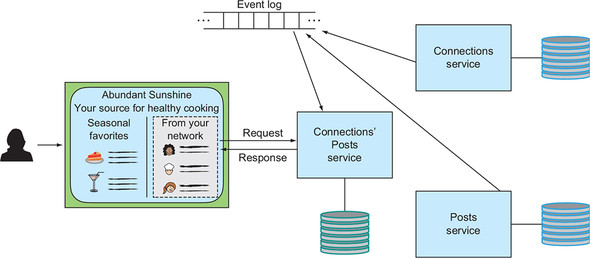 Event log
Abundant Sunshine
Your source for healthy cooking
Seasonal
favorites
From your
network
Request
Response
Connections'
Posts
service
Connections
service
Posts
service